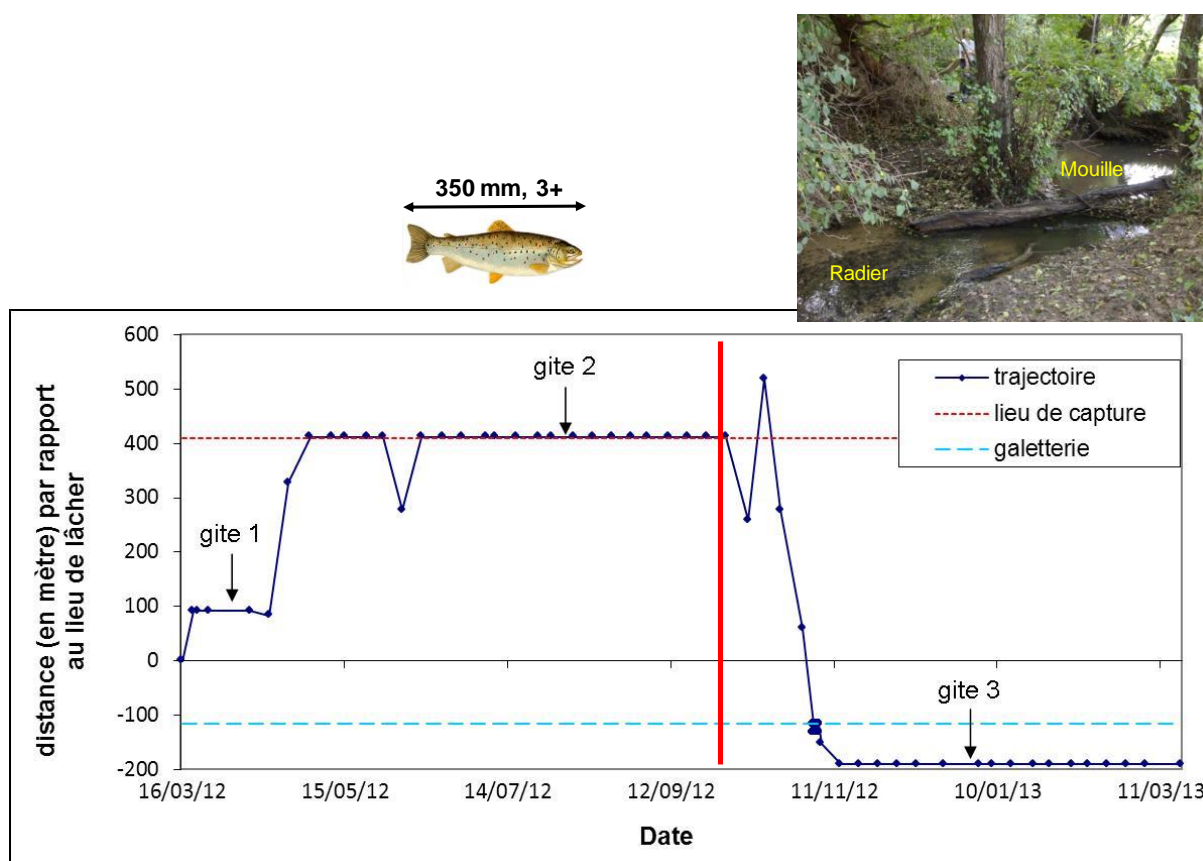 350 mm, 3+
Mouille
Radier
distance (en mètre) par rapport
au lieu de lâcher
600
500
400
300
200
100
0
-100
-200
gite 1
gite 2
gite 3
trajectoire
lieu de capture
galetterie
16/03/12
15/05/12
14/07/12
12/09/12
11/11/12
10/01/13
11/03/13
Date